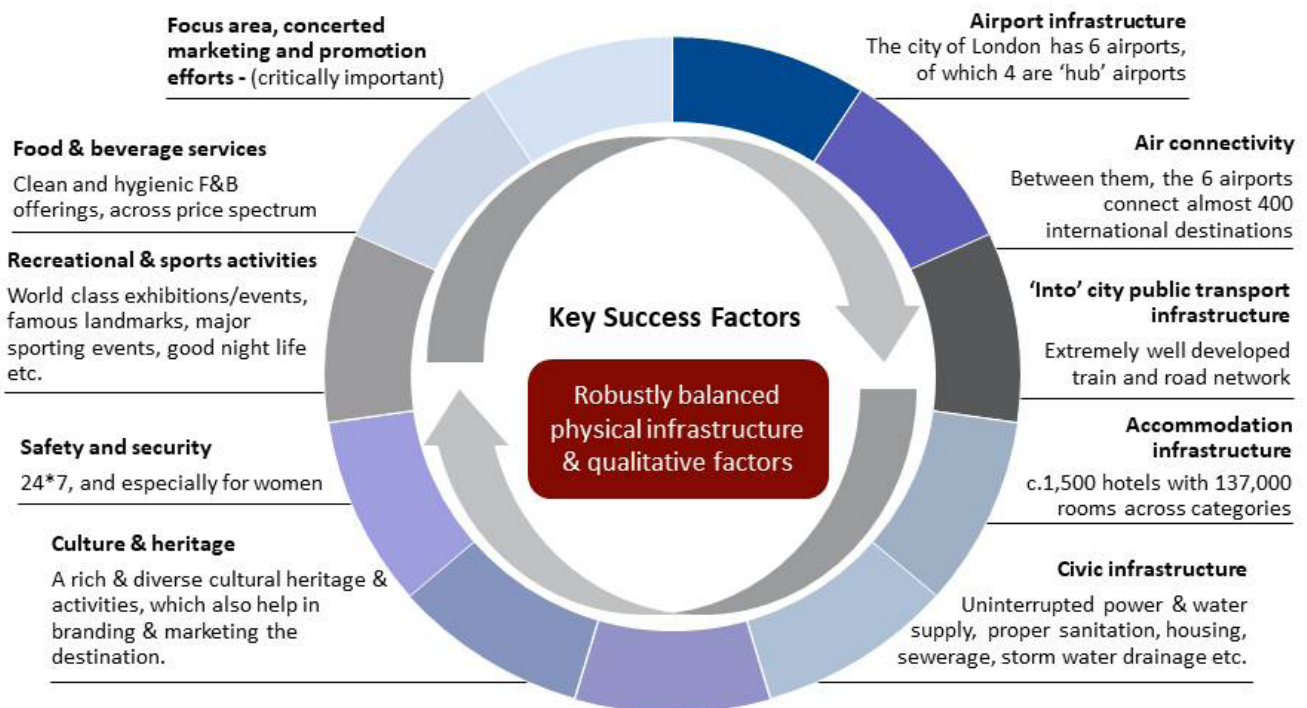 Focus area, concerted
marketing and promotion
efforts - (critically important)
Food & beverage services
Clean and hygienic F&B
offerings, across price spectrum
Recreational & sports activities
World class exhibitions/events,
famous landmarks, major
sporting events, good night life
etc.
Safety and security
24*7, and especially for women
Culture & heritage
A rich & diverse cultural heritage &
activities, which also help in
branding & marketing the
destination.
Key Success Factors
Robustly balanced
physical infrastructure
& qualitative factors
Airport infrastructure
The city of London has 6 airports,
of which 4 are ‘hub’ airports
Air connectivity
Between them, the 6 airports
connect almost 400
international destinations
‘Into’ city public transport
infrastructure
Extremely well developed
train and road network
Accommodation
infrastructure
c.1,500 hotels with 137,000
rooms across categories
Civic infrastructure
Uninterrupted power & water
supply, proper sanitation, housing,
sewerage, storm water drainage etc.